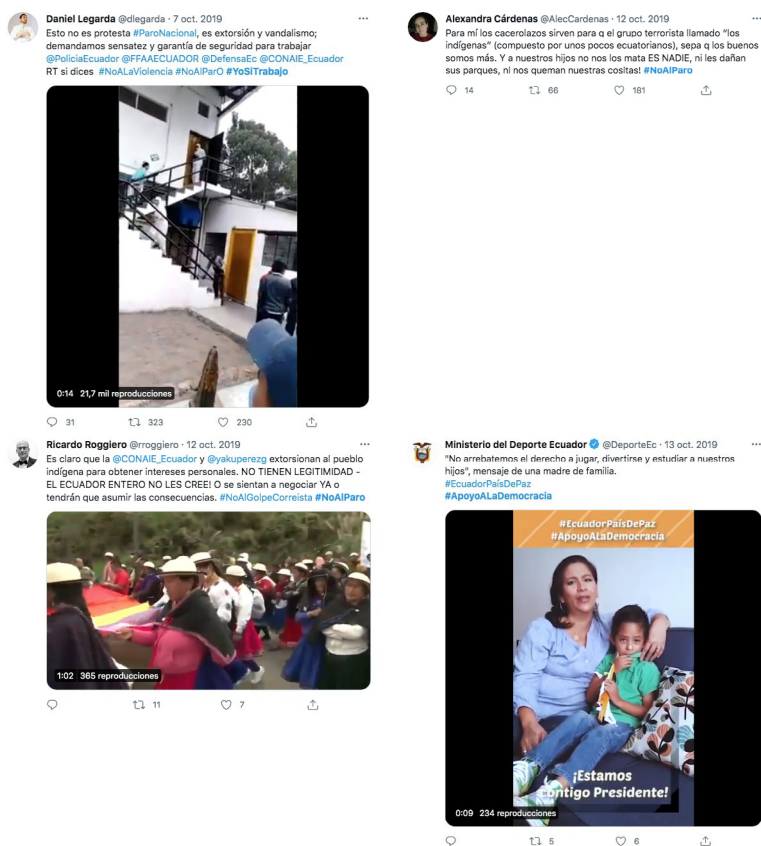 Daniel Legarda @dlegarda · 7 oct. 2019
Esto no es protesta #ParoNacional, es extorsión y vandalismo;
demandamos sensatez y garantía de seguridad para trabajar
@PoliciaEcuador @FFAAECUADOR @DefensaEc @CONAIE_Ecuador
RT si dices #NoALaViolencia #NoAlParO #YoSiTrabajo
0:14 21,7 mil reproducciones
31 323 230
Alexandra Cárdenas @AlecCardenas · 12 oct. 2019
Para mí los cacerolazos sirven para q el grupo terrorista llamado “los
indígenas” (compuesto por unos pocos ecuatorianos), sepa q los buenos
somos más. Y a nuestros hijos no nos los mata ES NADIE, ni les dañan
sus parques, ni nos queman nuestras cositas! #NoAlParo
14 66 181
Ricardo Roggiero @rroggiero · 12 oct. 2019
Es claro que la @CONAIE_Ecuador y @yakuperezg extorsionan al pueblo
indígena para obtener intereses personales. NO TIENEN LEGITIMIDAD -
EL ECUADOR ENTERO NO LES CREE! O se sientan a negociar YA o
tendrán que asumir las consecuencias. #NoAlGolpeCorreista #NoAlParo
1:02 365 reproducciones
11 7
Ministerio del Deporte Ecuador @DeporteEc · 13 oct. 2019
"No arrebatemos el derecho a jugar, divertirse y estudiar a nuestros
hijos", mensaje de una madre de familia.
#EcuadorPaísDePaz
#ApoyoALaDemocracia
#EcuadorPaísDePaz
#ApoyoALaDemocracia
¡Estamos
contigo Presidente!
0:09 234 reproducciones
5 6